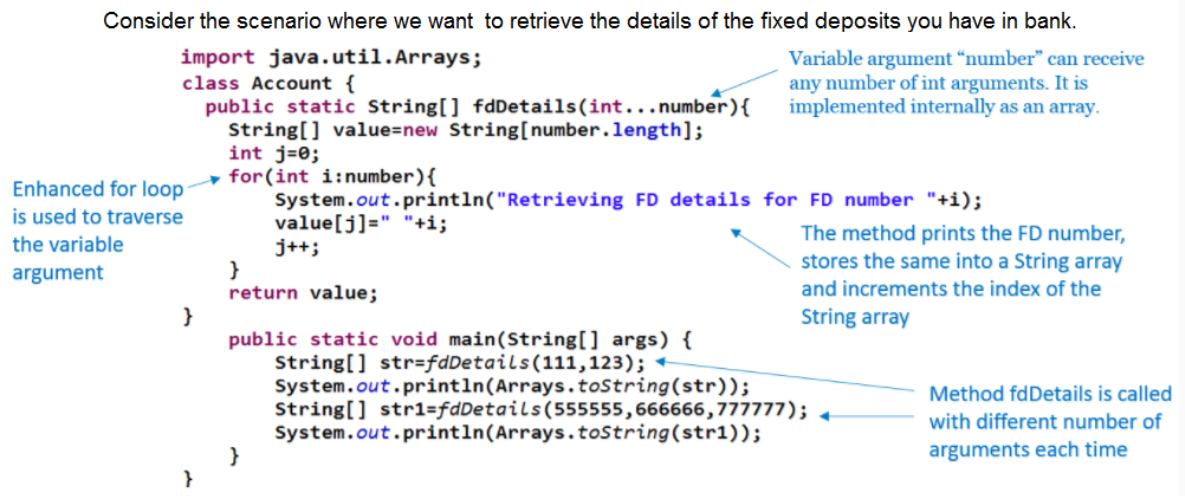 Consider the scenario where we want  to retrieve the details of the fixed deposits you have in bank.
import java.util.Arrays;
class Account {
public static String[] fdDetails(int...number){
String[] value=new String[number.length];
int j=0;
for(int i:number){
System.out.println("Retrieving FD details for FD number "+i);
value[j]=" "+i;
j++;
}
return value;
}
public static void main(String[] args) {
String[] str=fdDetails(111,123);
System.out.println(Arrays.toString(str));
String[] str1=fdDetails(555555,666666,777777);
System.out.println(Arrays.toString(str1));
}
}
Variable argument “number” can receive
any number of int arguments. It is
implemented internally as an array.
Enhanced for loop
is used to traverse
the variable
argument
The method prints the FD number,
stores the same into a String array
and increments the index of the
String array
Method fdDetails is called
with different number of
arguments each time